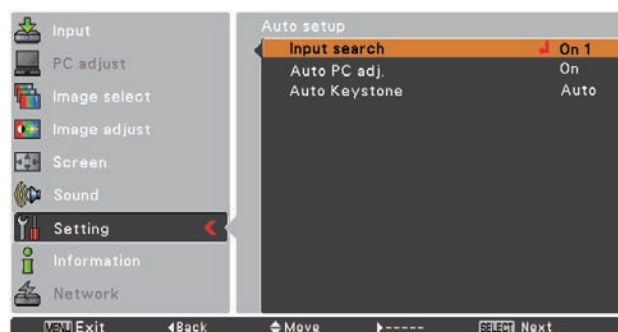 Input
PC adjust
Image select
Image adjust
Screen
Sound
Setting
Information
Network
Auto setup
Input search On 1
Auto PC adj. On
Auto Keystone Auto
MENU Exit ◀Back ◆Move ▶----- SELECT Next